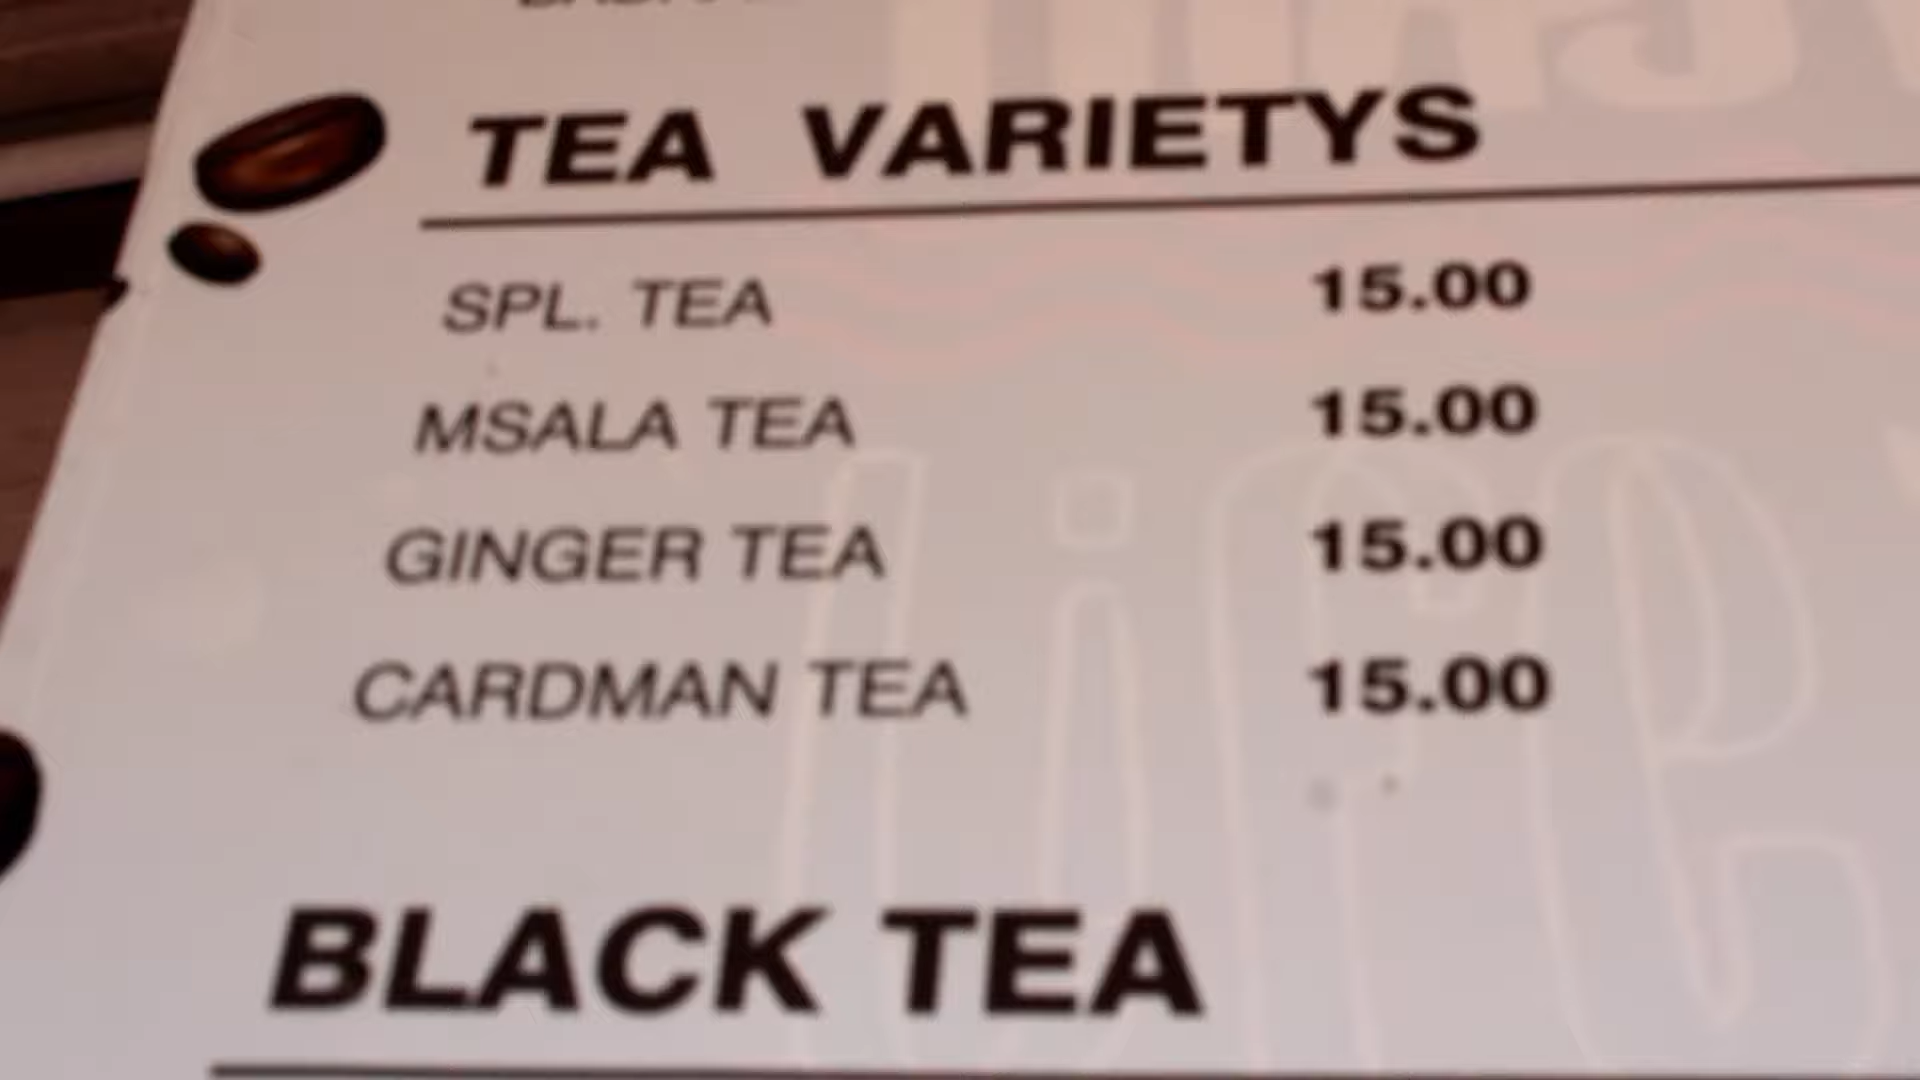 TEA VARIETYS
SPL. TEA 15.00
MSALA TEA 15.00
GINGER TEA 15.00
CARDMAN TEA 15.00
BLACK TEA